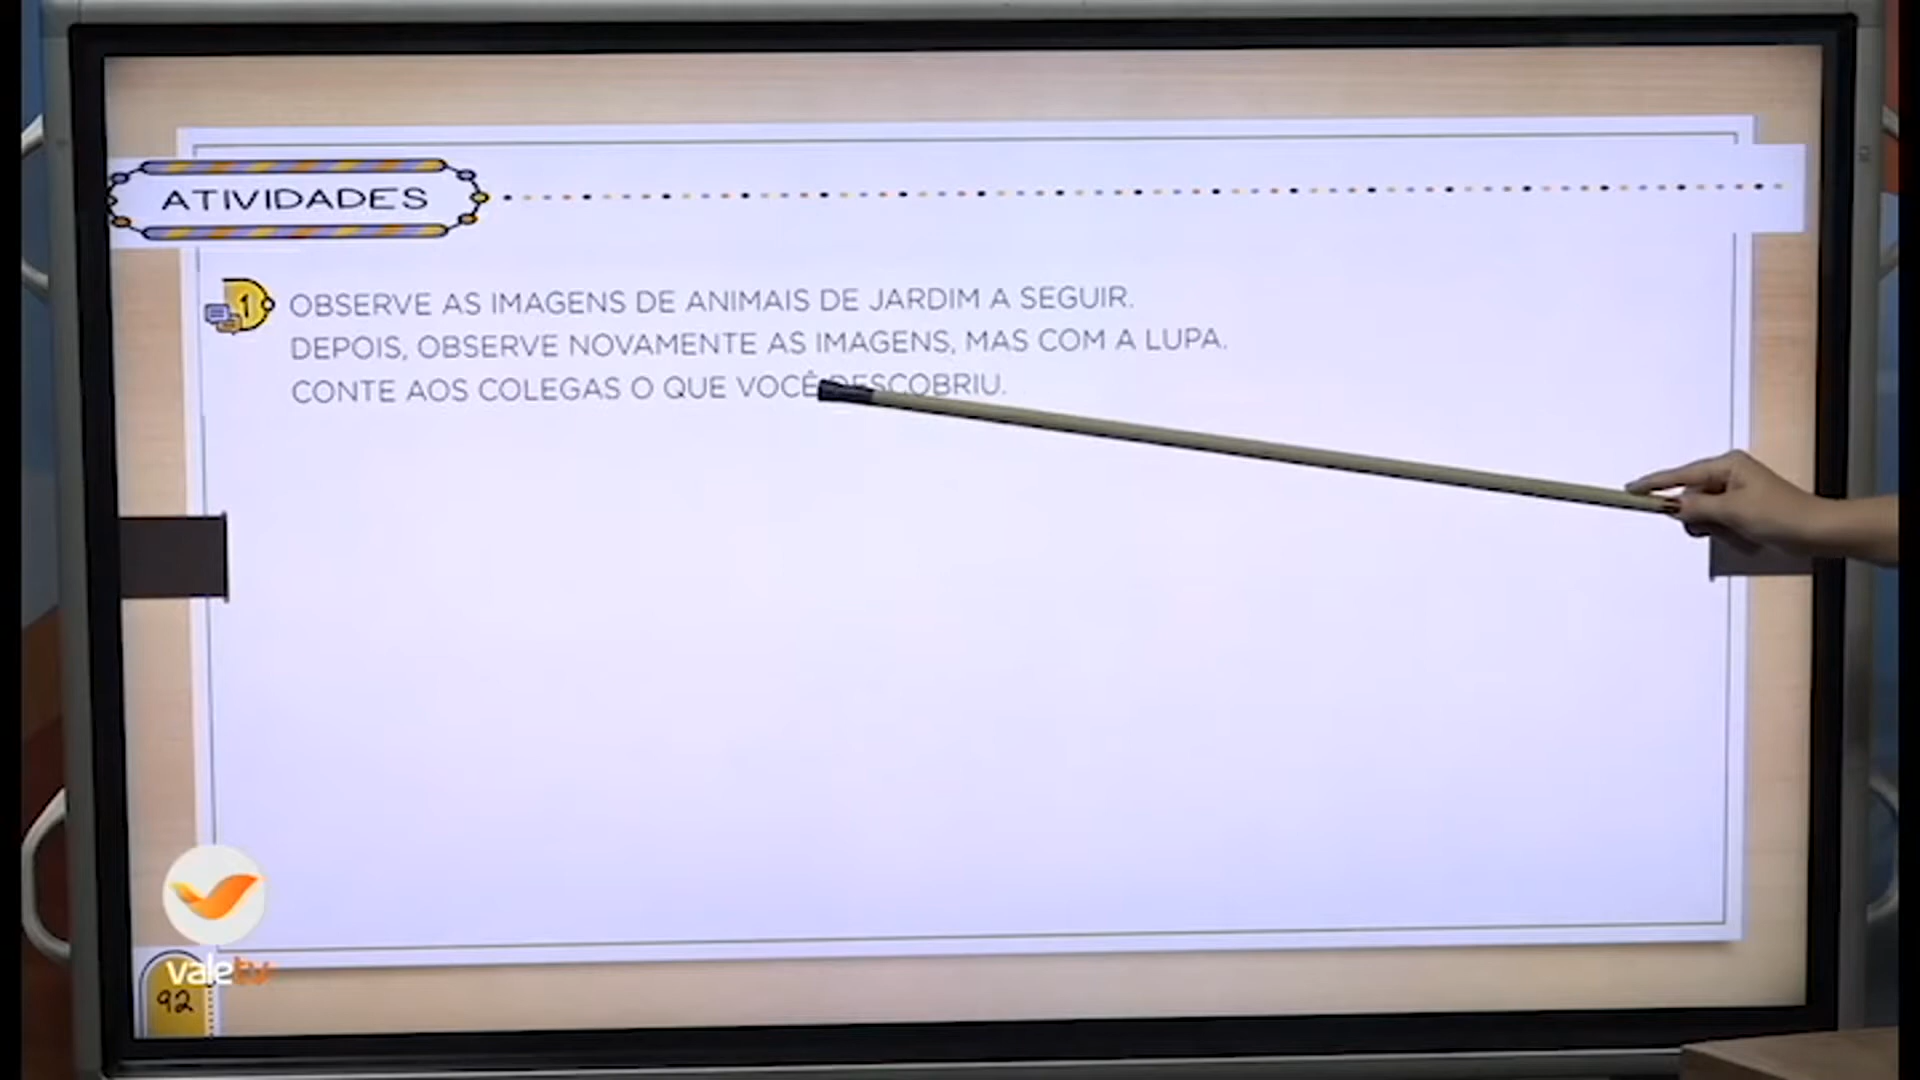 ATIVIDADES
1
OBSERVE AS IMAGENS DE ANIMAIS DE JARDIM A SEGUIR.
DEPOIS, OBSERVE NOVAMENTE AS IMAGENS, MAS COM A LUPA.
CONTE AOS COLEGAS O QUE VOCÊ DESCOBRIU.
valetv
92